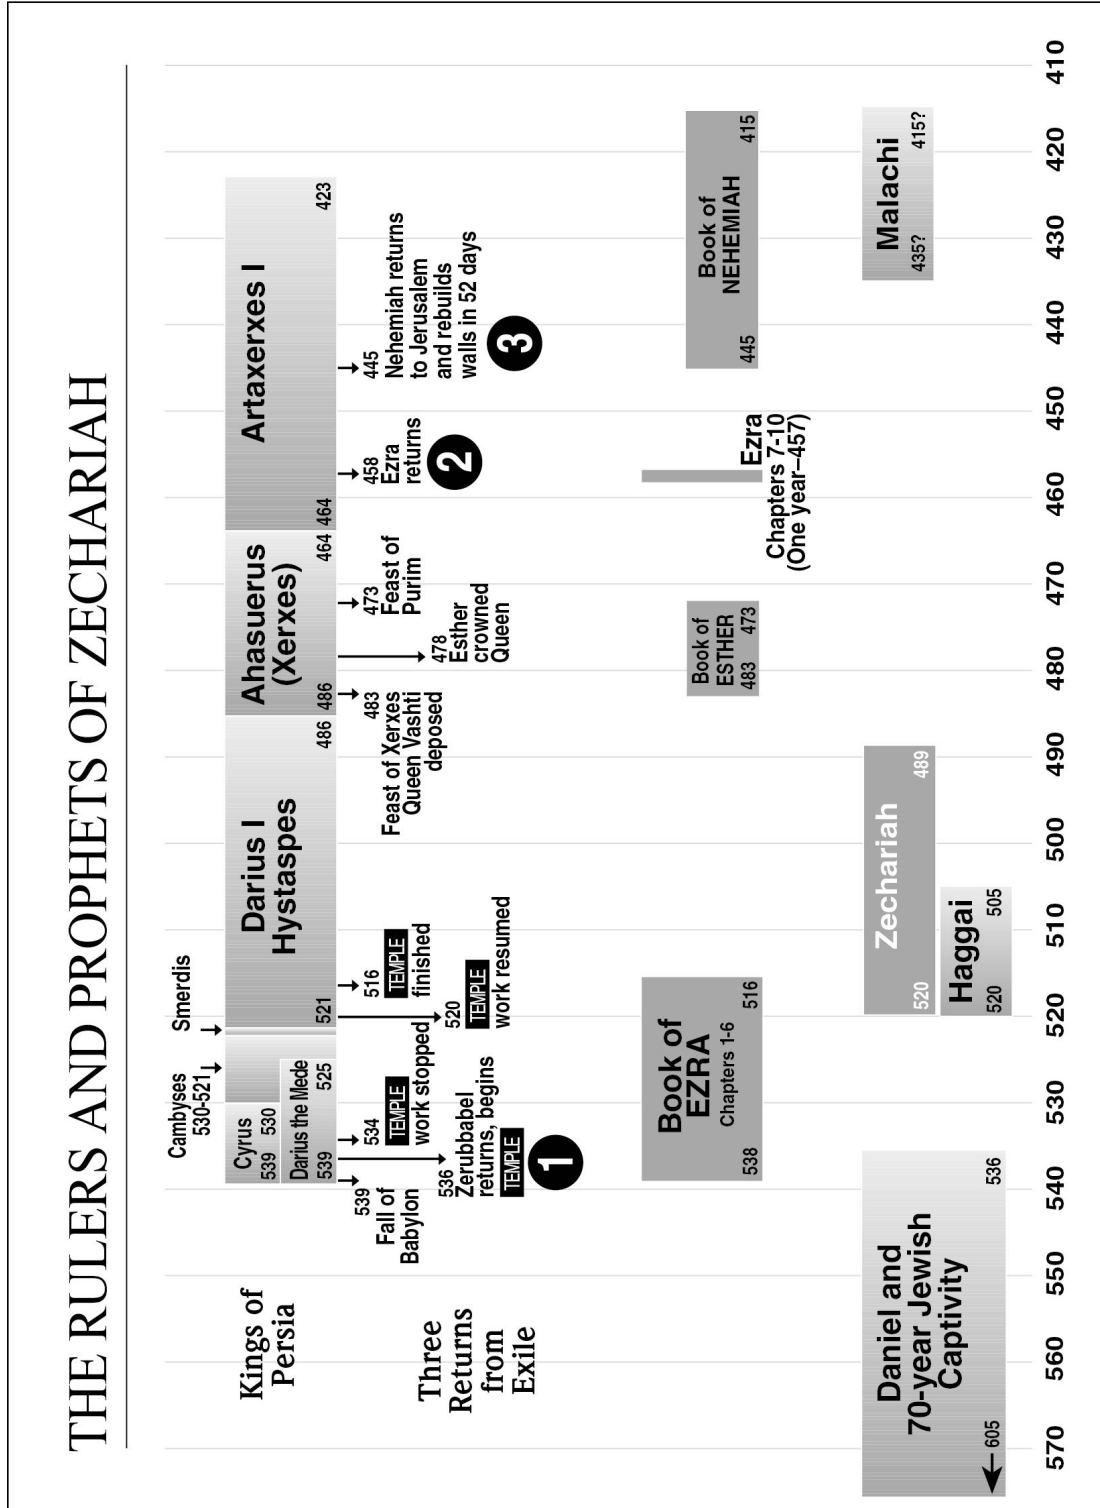 THE RULERS AND PROPHETS OF ZECHARIAH
Kings of
Persia
Cambyses
530-521
Smerdis
Cyrus
539 530
Darius the Mede
539 525
Darius I
Hystaspes
521 486
Ahasuerus
(Xerxes)
486 464
Artaxerxes I
464 423
Three
Returns
from
Exile
539
Fall of
Babylon
536
Zerubbabel
returns, begins
TEMPLE
1
534
TEMPLE
work stopped
520
TEMPLE
work resumed
516
TEMPLE
finished
483
Feast of Xerxes
Queen Vashti
deposed
478
Esther
crowned
Queen
473
Feast of
Purim
458
Ezra
returns
2
445
Nehemiah returns
to Jerusalem
and rebuilds
walls in 52 days
3
Book of
EZRA
Chapters 1-6
538 516
Book of
ESTHER
483 473
Ezra
Chapters 7-10
(One year–457)
Book of
NEHEMIAH
445 415
Daniel and
70-year Jewish
Captivity
605 536
Zechariah
520 489
Haggai
520 505
Malachi
435? 415?
570 560 550 540 530 520 510 500 490 480 470 460 450 440 430 420 410